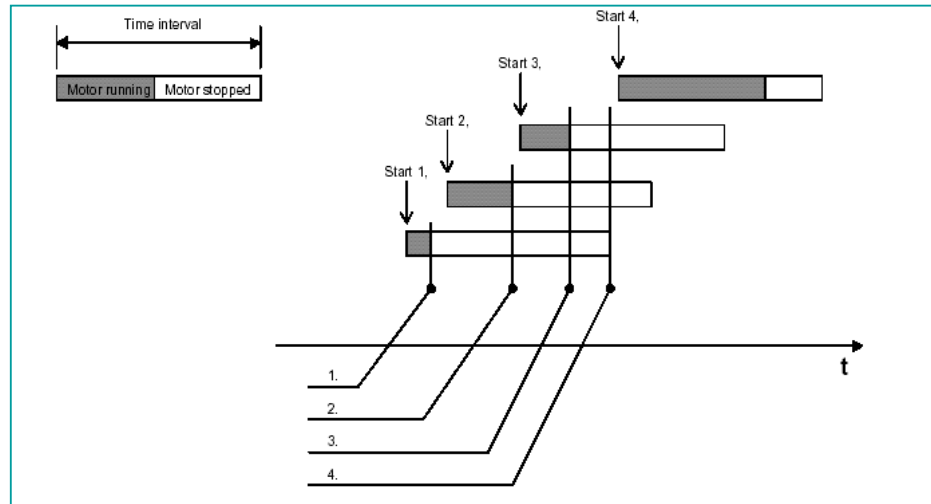 Time interval
Motor running Motor stopped
Start 4,
Start 3,
Start 2,
Start 1,
t
1.
2.
3.
4.